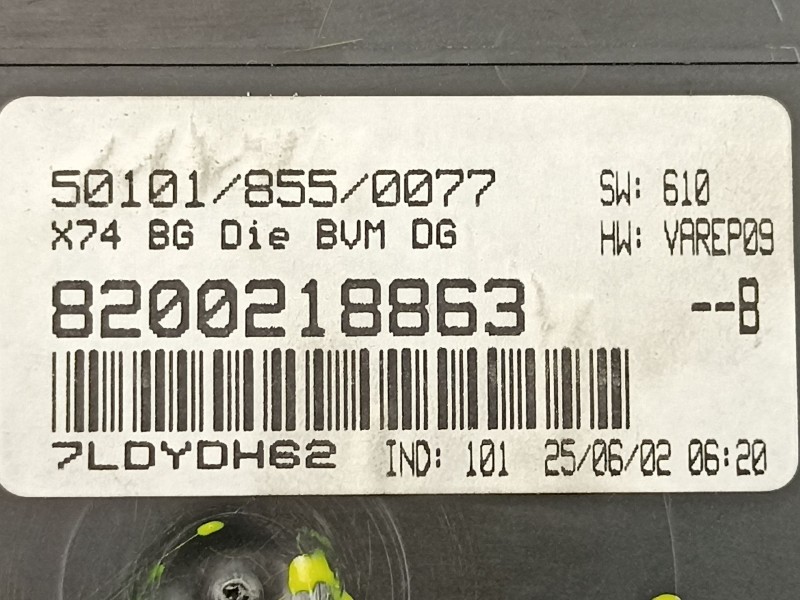 50101/855/0077
SW: 610
X74 BG Die BVM DG
HW: VAREP09
8200218863
--B
7LDYDH62
IND: 101
25/06/02 06:20